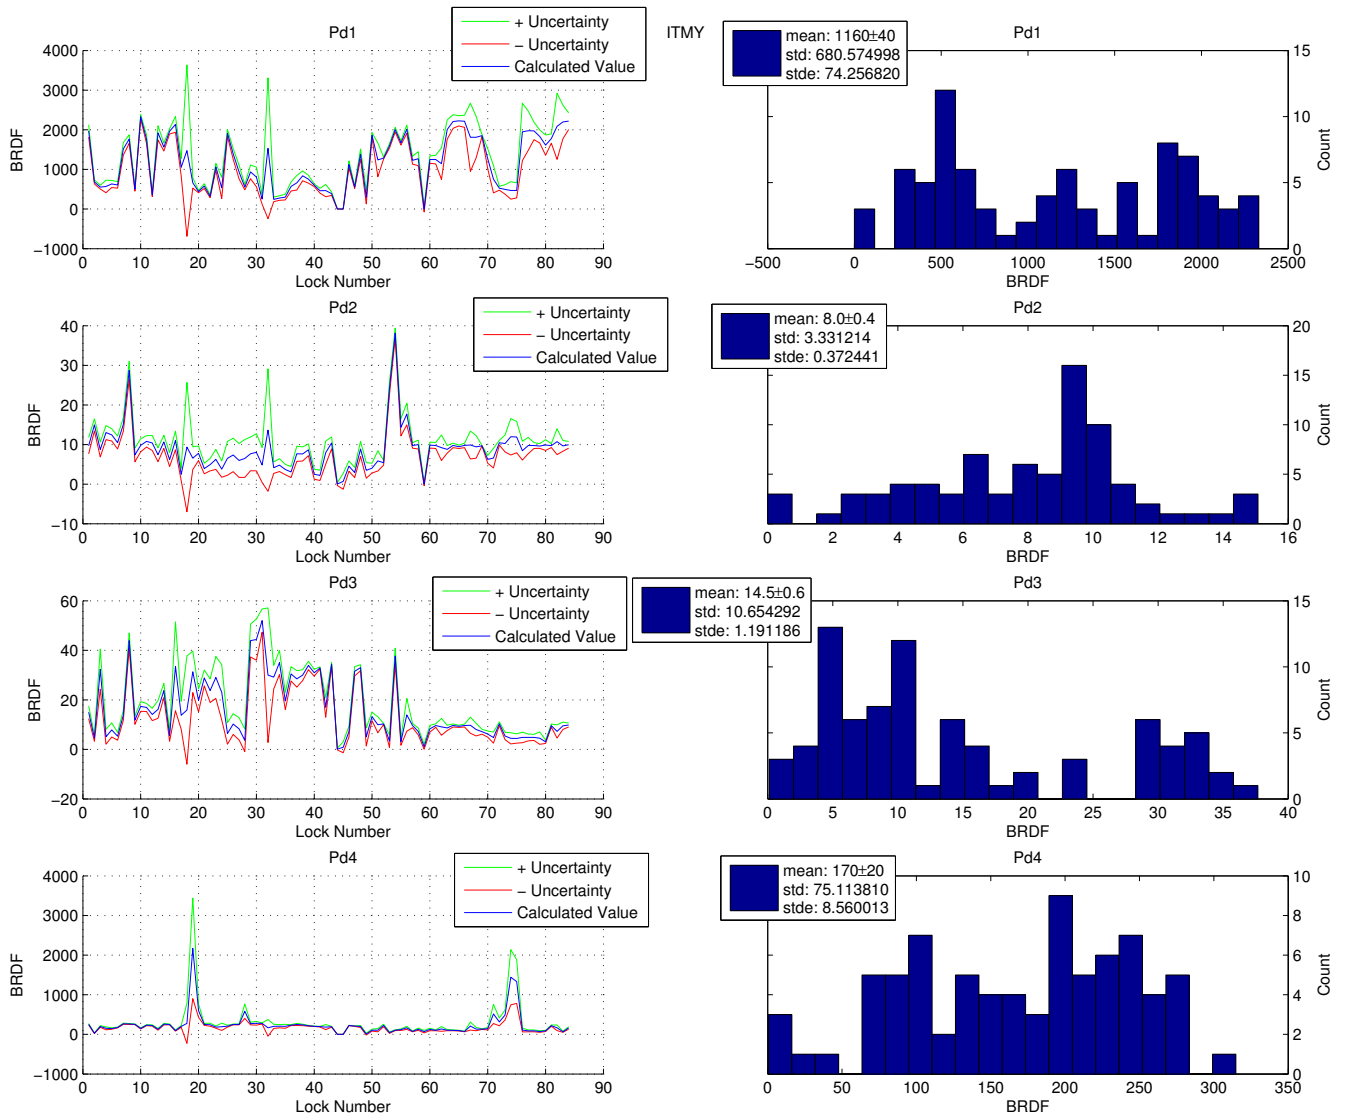 ITMY
Pd1
+ Uncertainty
− Uncertainty
Calculated Value
4000
3000
2000
1000
0
−1000
BRDF
0 10 20 30 40 50 60 70 80 90
Lock Number
Pd1
mean: 1160±40
std: 680.574998
stde: 74.256820
15
10
5
0
Count
−500 0 500 1000 1500 2000 2500
BRDF
Pd2
+ Uncertainty
− Uncertainty
Calculated Value
40
30
20
10
0
−10
BRDF
0 10 20 30 40 50 60 70 80 90
Lock Number
Pd2
mean: 8.0±0.4
std: 3.331214
stde: 0.372441
20
15
10
5
0
Count
0 2 4 6 8 10 12 14 16
BRDF
Pd3
+ Uncertainty
− Uncertainty
Calculated Value
60
40
20
0
−20
BRDF
0 10 20 30 40 50 60 70 80 90
Lock Number
Pd3
mean: 14.5±0.6
std: 10.654292
stde: 1.191186
15
10
5
0
Count
0 5 10 15 20 25 30 35 40
BRDF
Pd4
+ Uncertainty
− Uncertainty
Calculated Value
4000
3000
2000
1000
0
−1000
BRDF
0 10 20 30 40 50 60 70 80 90
Lock Number
Pd4
mean: 170±20
std: 75.113810
stde: 8.560013
10
8
6
4
2
0
Count
0 50 100 150 200 250 300 350
BRDF